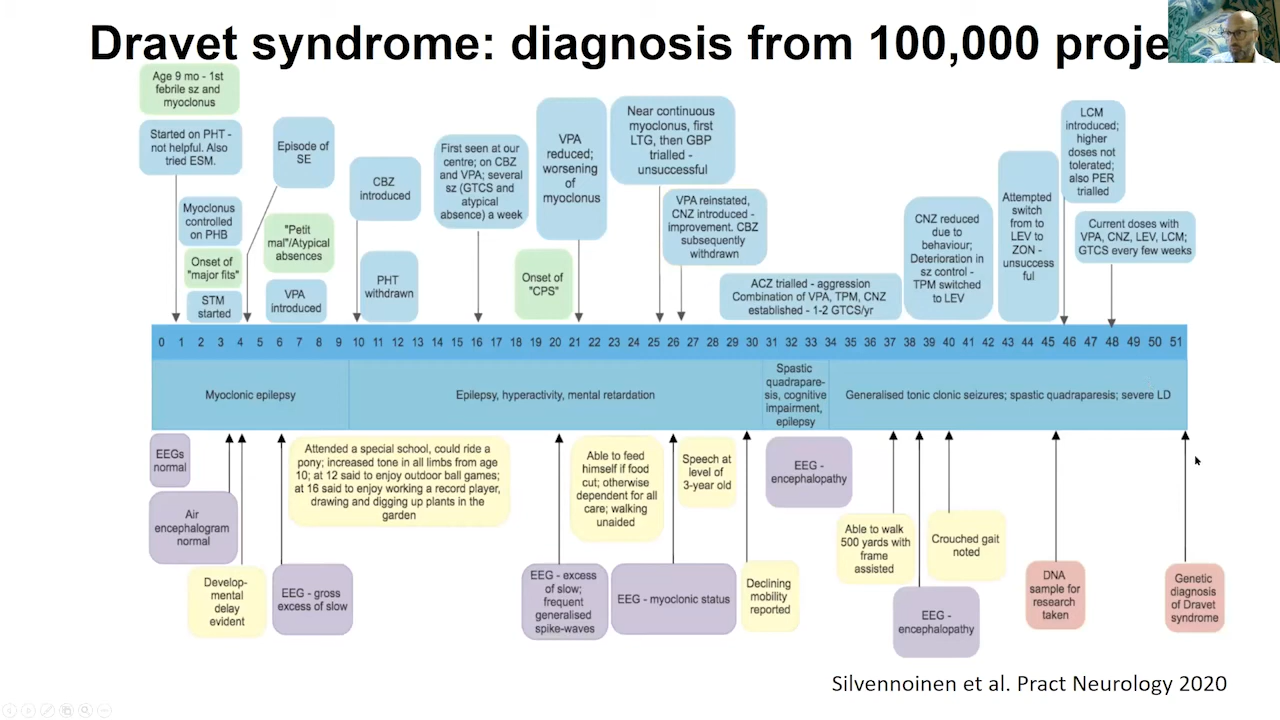 Dravet syndrome: diagnosis from 100,000 proje
Age 9 mo - 1st
febrile sz and
myoclonus
Started on PHT -
not helpful. Also
tried ESM.
Myoclonus
controlled
on PHB
Onset of
"major fits"
STM
started
Episode of
SE
"Petit
mal"/Atypical
absences
VPA
introduced
CBZ
introduced
PHT
withdrawn
First seen at our
centre; on CBZ
and VPA; several
sz (GTCS and
atypical
absence) a week
VPA
reduced;
worsening
of
myoclonus
Onset of
"CPS"
Near continuous
myoclonus, first
LTG, then GBP
trialled -
unsuccessful
VPA reinstated,
CNZ introduced -
improvement. CBZ
subsequently
withdrawn
ACZ trialled - aggression
Combination of VPA, TPM, CNZ
established - 1-2 GTCS/yr
CNZ reduced
due to
behaviour;
Deterioration in
sz control -
TPM switched
to LEV
Attempted
switch
from to
LEV to
ZON -
unsuccess
ful
LCM
introduced;
higher
doses not
tolerated;
also PER
trialled
Current doses with
VPA, CNZ, LEV, LCM;
GTCS every few weeks
0 1 2 3 4 5 6 7 8 9 10 11 12 13 14 15 16 17 18 19 20 21 22 23 24 25 26 27 28 29 30 31 32 33 34 35 36 37 38 39 40 41 42 43 44 45 46 47 48 49 50 51
Myoclonic epilepsy
Epilepsy, hyperactivity, mental retardation
Spastic
quadrapare-
sis, cognitive
impairment,
epilepsy
Generalised tonic clonic seizures; spastic quadraparesis; severe LD
EEGs
normal
Air
encephalogram
normal
Develop-
mental
delay
evident
EEG - gross
excess of slow
Attended a special school, could ride a
pony; increased tone in all limbs from age
10; at 12 said to enjoy outdoor ball games;
at 16 said to enjoy working a record player,
drawing and digging up plants in the
garden
EEG - excess
of slow;
frequent
generalised
spike-waves
Able to feed
himself if food
cut; otherwise
dependent for all
care; walking
unaided
EEG - myoclonic status
Speech at
level of
3-year old
Declining
mobility
reported
EEG -
encephalopathy
Able to walk
500 yards with
frame
assisted
EEG -
encephalopathy
Crouched gait
noted
DNA
sample for
research
taken
Genetic
diagnosis
of Dravet
syndrome
Silvennoinen et al. Pract Neurology 2020